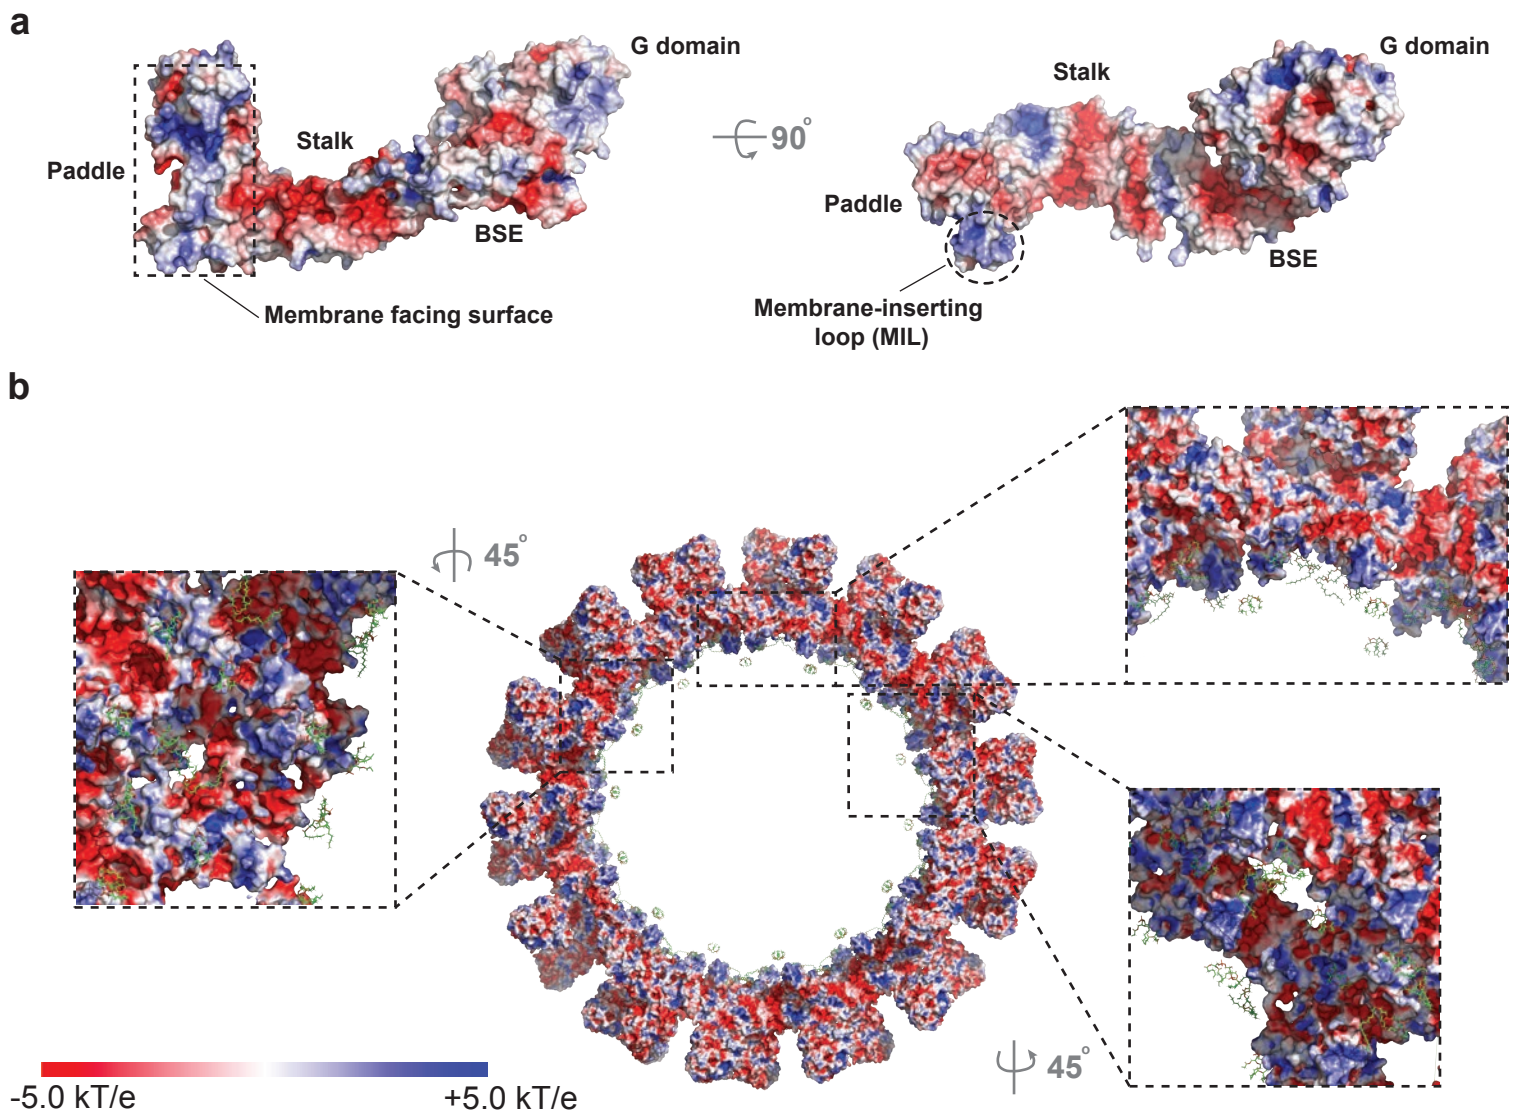 a
G domain
Stalk
Paddle
BSE
Membrane facing surface
90°
G domain
Stalk
Paddle
BSE
Membrane-inserting
loop (MIL)
b
45°
45°
-5.0 kT/e
+5.0 kT/e